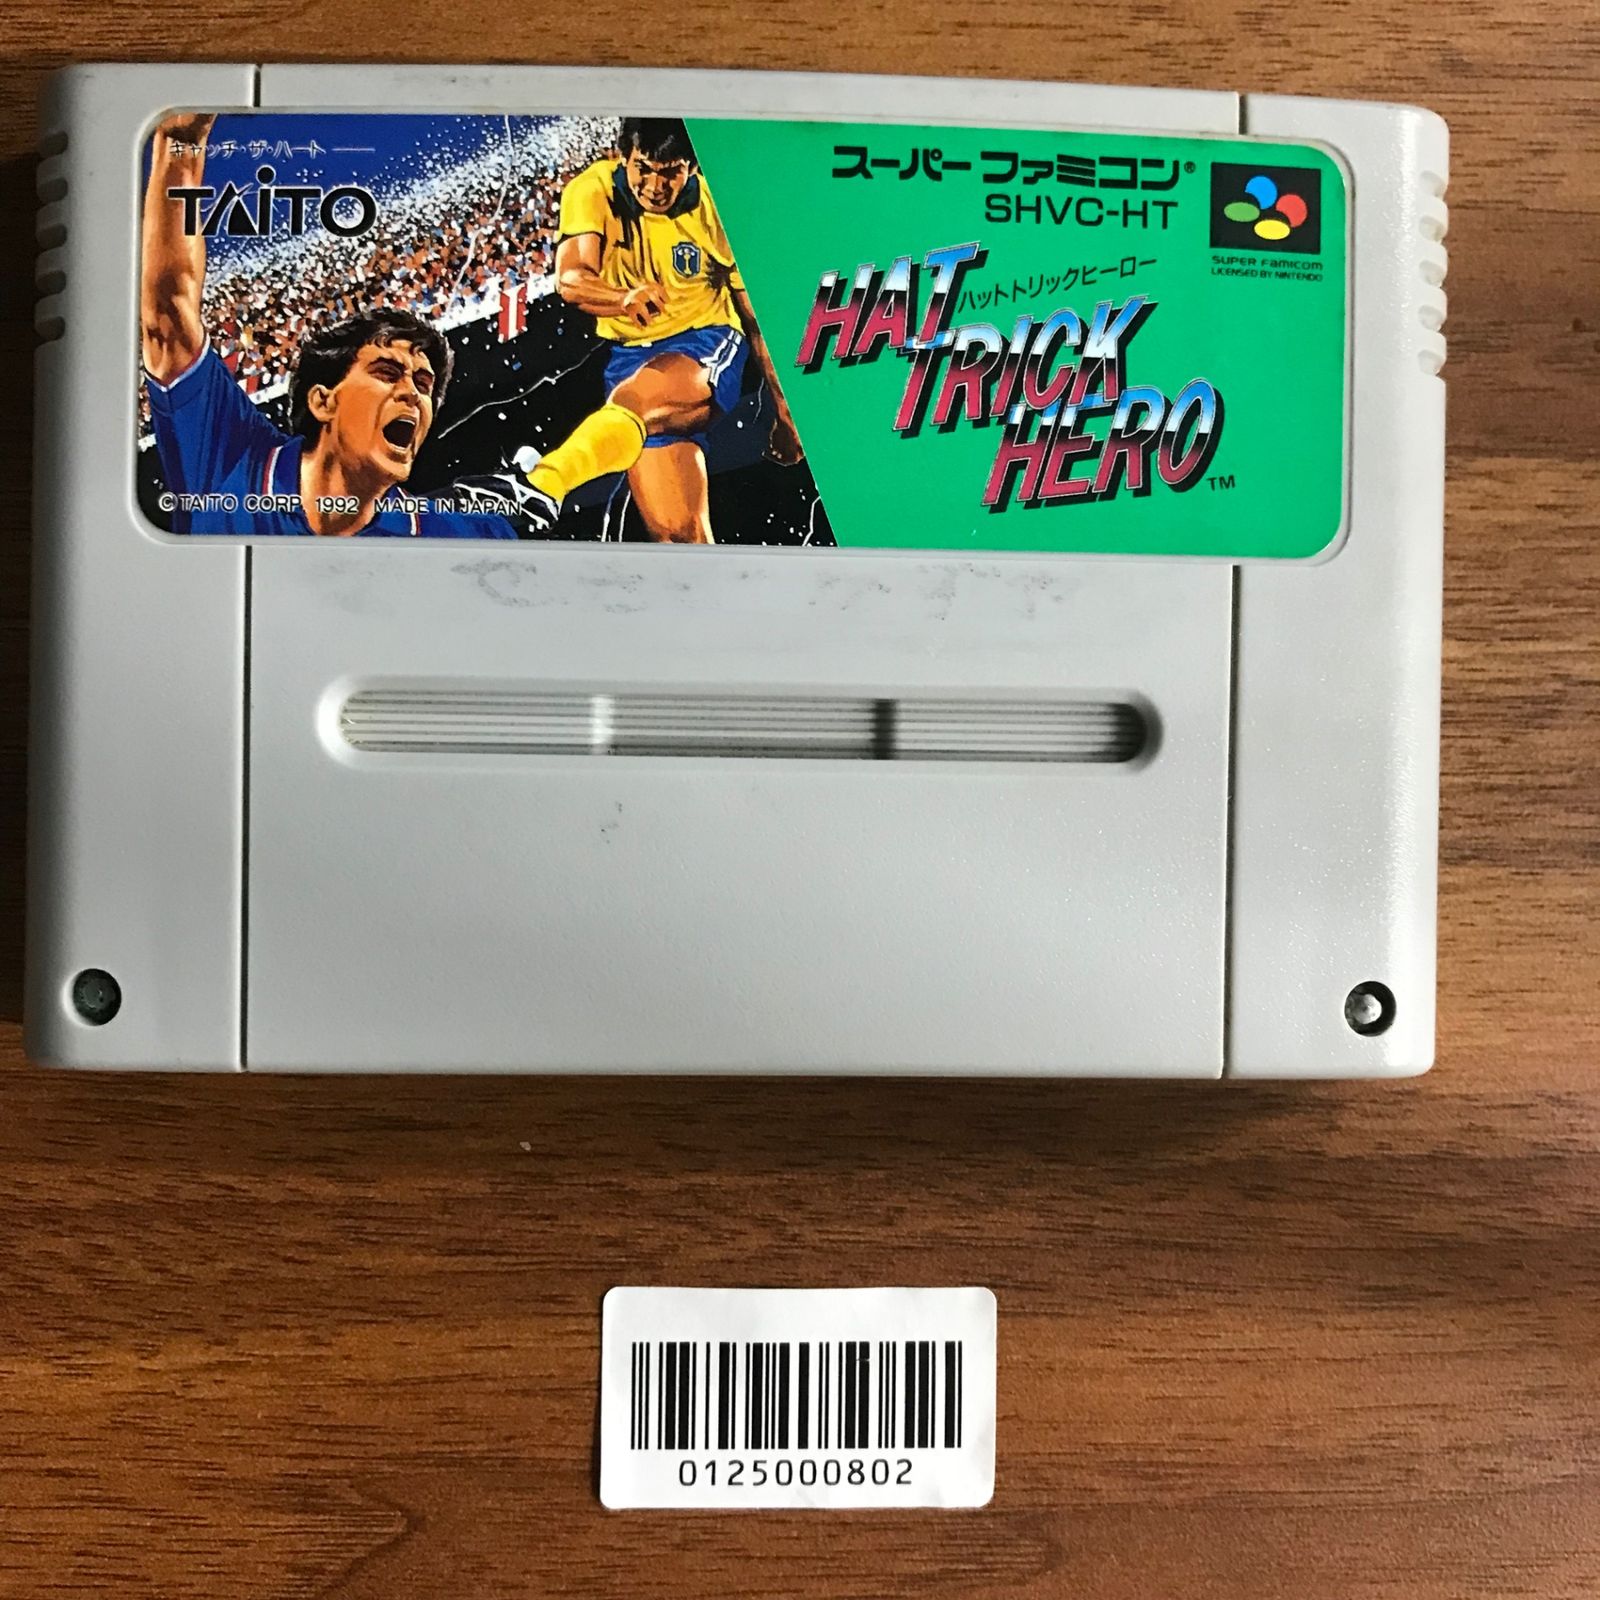 キャッチ・ザ・ハート
TAITO
© TAITO CORP. 1992 MADE IN JAPAN
スーパーファミコン®
SHVC-HT
SUPER FAMICOM
LICENSED BY NINTENDO
ハットトリックヒーロー
HAT
TRICK
HERO™
0125000802